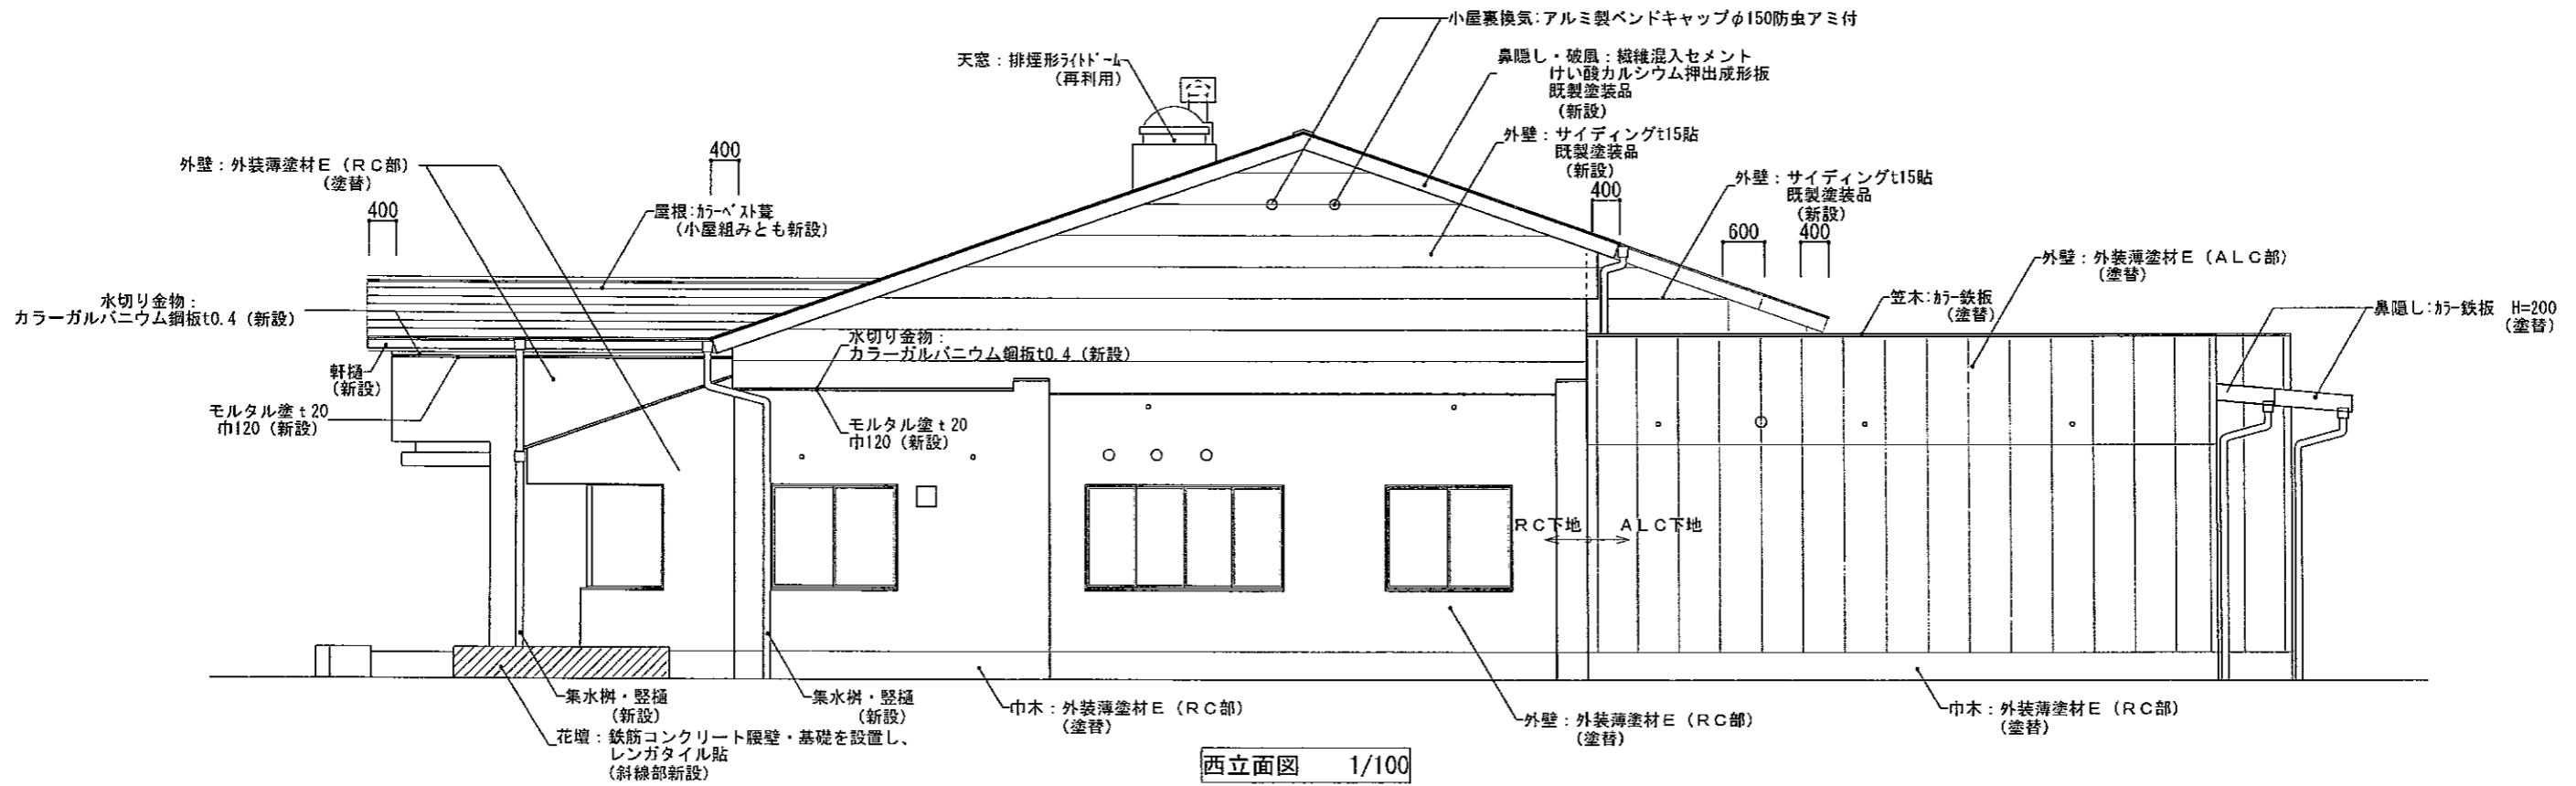 小屋裏換気:アルミ製ベンドキャップφ150防虫アミ付
天窓：排煙形ライトドーム
(再利用)
鼻隠し・破風：繊維混入セメント
けい酸カルシウム押出成形板
既製塗装品
(新設)
外壁：サイディングt15貼
既製塗装品
(新設)
外壁：外装薄塗材Ｅ（ＲＣ部）
(塗替)
400
400
屋根:カラーベスト葺
(小屋組みとも新設)
400
外壁：サイディングt15貼
既製塗装品
(新設)
600
400
外壁：外装薄塗材Ｅ（ＡＬＣ部）
(塗替)
水切り金物：
カラーガルバニウム鋼板t0.4（新設）
笠木:カラー鉄板
(塗替)
鼻隠し:カラー鉄板　H=200
(塗替)
水切り金物：
カラーガルバニウム鋼板t0.4（新設）
軒樋
(新設)
モルタル塗ｔ20
巾120（新設）
モルタル塗ｔ20
巾120（新設）
ＲＣ下地
ＡＬＣ下地
集水桝・竪樋
(新設)
集水桝・竪樋
(新設)
巾木：外装薄塗材Ｅ（ＲＣ部）
(塗替)
外壁：外装薄塗材Ｅ（ＲＣ部）
(塗替)
巾木：外装薄塗材Ｅ（ＲＣ部）
(塗替)
花壇：鉄筋コンクリート腰壁・基礎を設置し、
レンガタイル貼
(斜線部新設)
西立面図　1/100